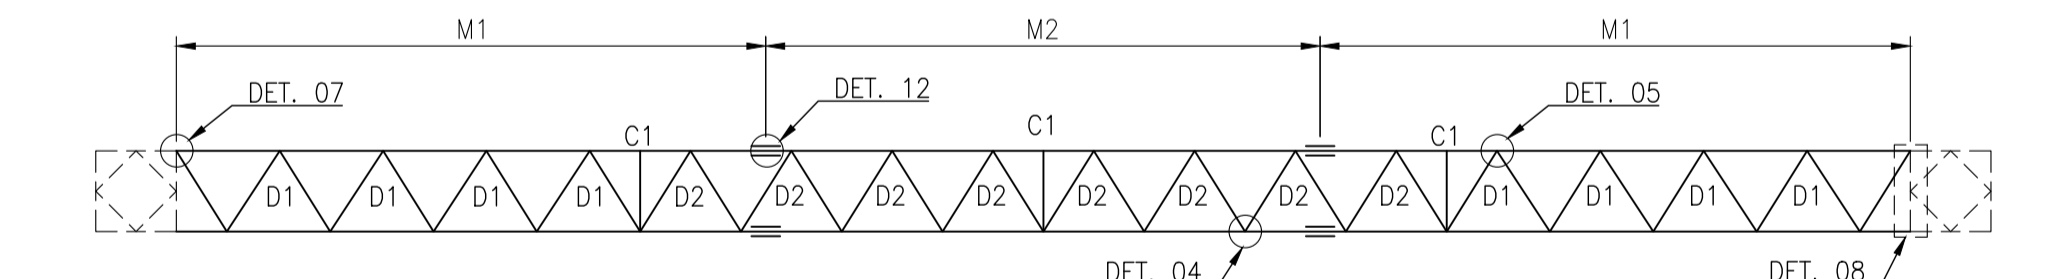 M1 M2 M1
DET. 07 DET. 12 DET. 05
C1 C1 C1
D1 D1 D1 D1 D2 D2 D2 D2 D2 D2 D2 D2 D1 D1 D1 D1
DET. 04 DET. 08